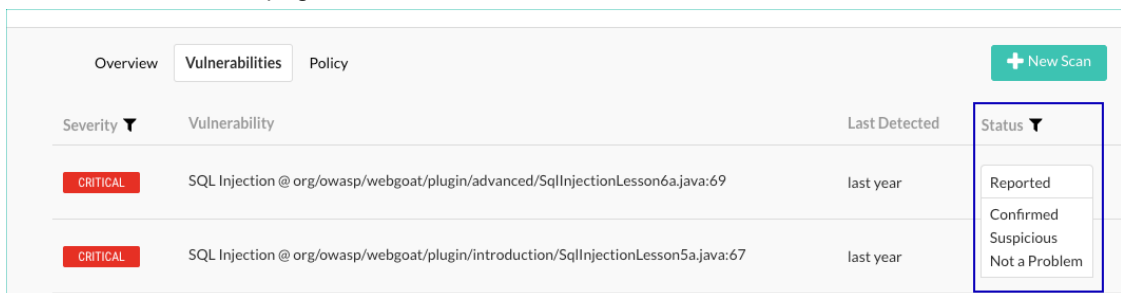 Overview Vulnerabilities Policy New Scan
Severity Vulnerability Last Detected Status
CRITICAL SQL Injection @ org/owasp/webgoat/plugin/advanced/SqlInjectionLesson6a.java:69 last year Reported
Confirmed
Suspicious
CRITICAL SQL Injection @ org/owasp/webgoat/plugin/introduction/SqlInjectionLesson5a.java:67 last year Not a Problem